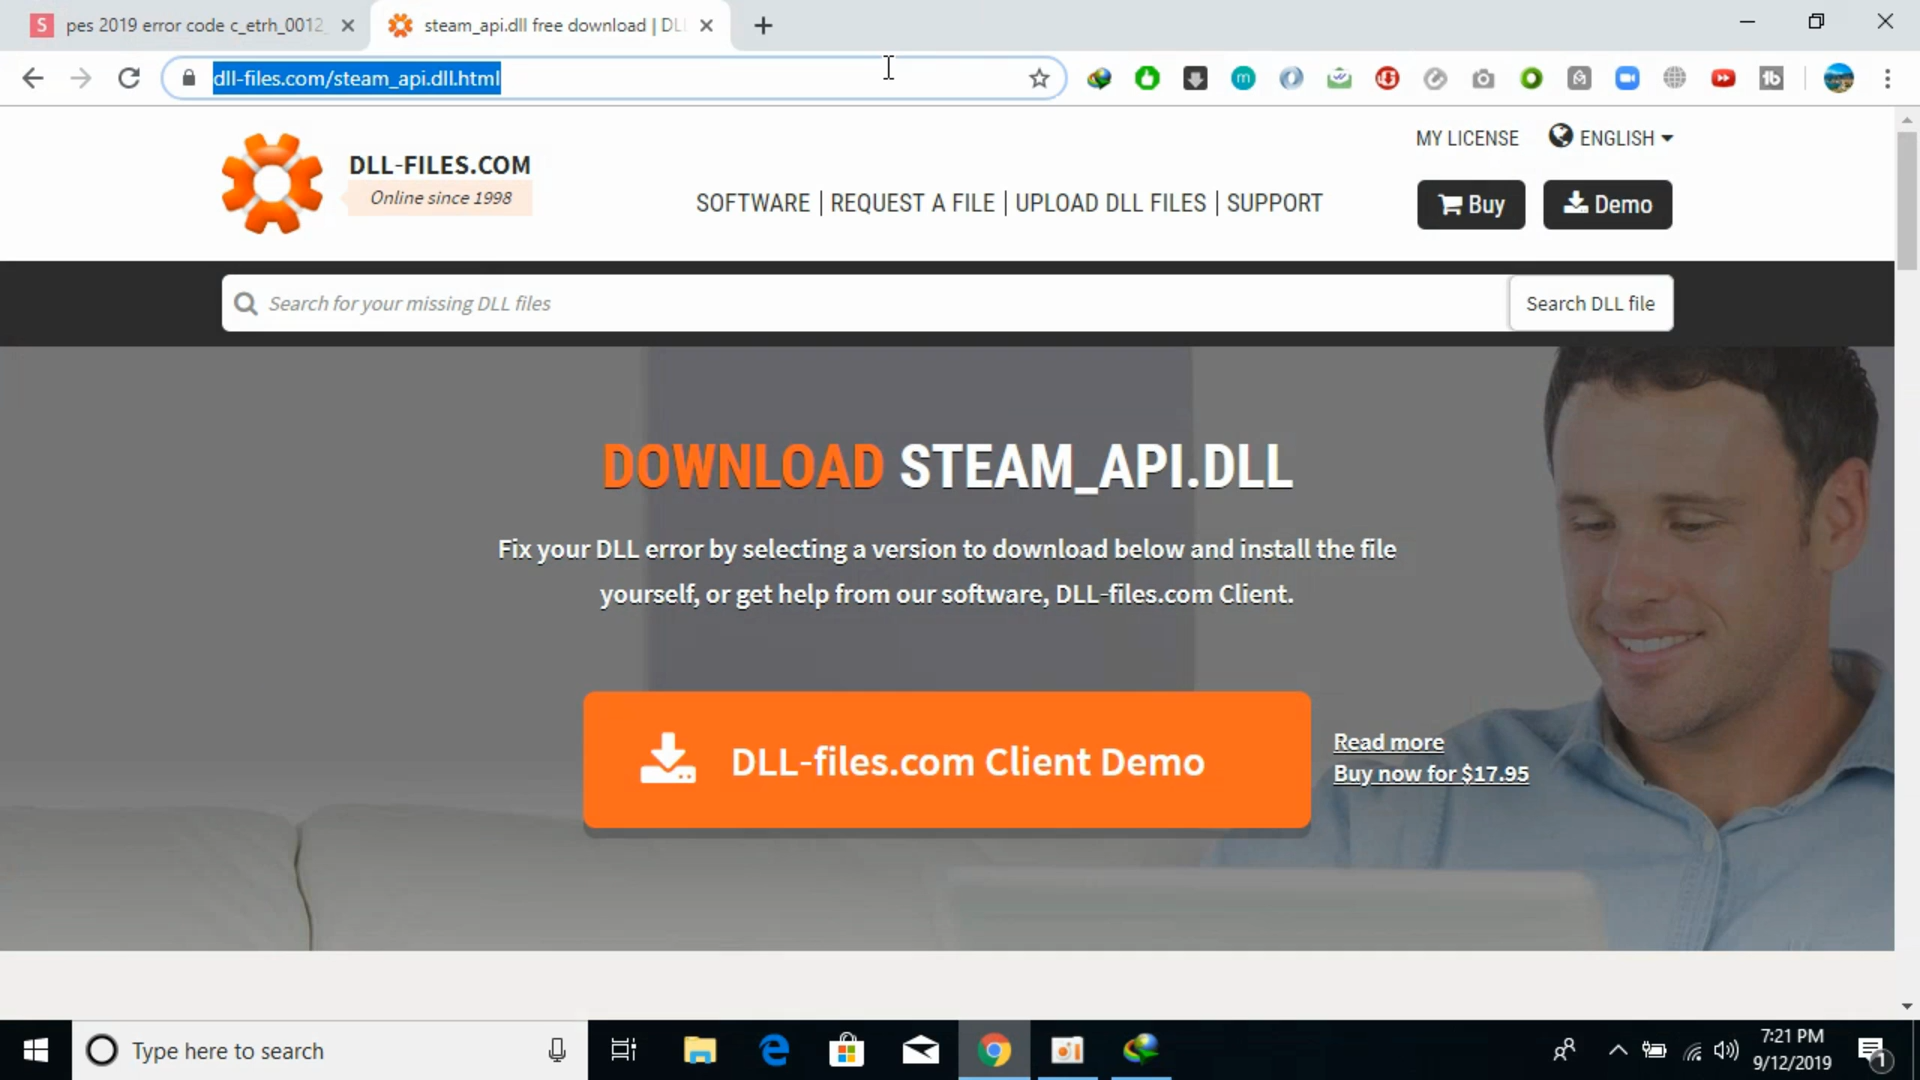 S pes 2019 error code c_etrh_0012_
steam_api.dll free download | DL
dll-files.com/steam_api.dll.html
DLL-FILES.COM
Online since 1998
MY LICENSE
ENGLISH
SOFTWARE | REQUEST A FILE | UPLOAD DLL FILES | SUPPORT
Buy
Demo
Search for your missing DLL files
Search DLL file
DOWNLOAD STEAM_API.DLL
Fix your DLL error by selecting a version to download below and install the file
yourself, or get help from our software, DLL-files.com Client.
DLL-files.com Client Demo
Read more
Buy now for $17.95
Type here to search
7:21 PM
9/12/2019
1